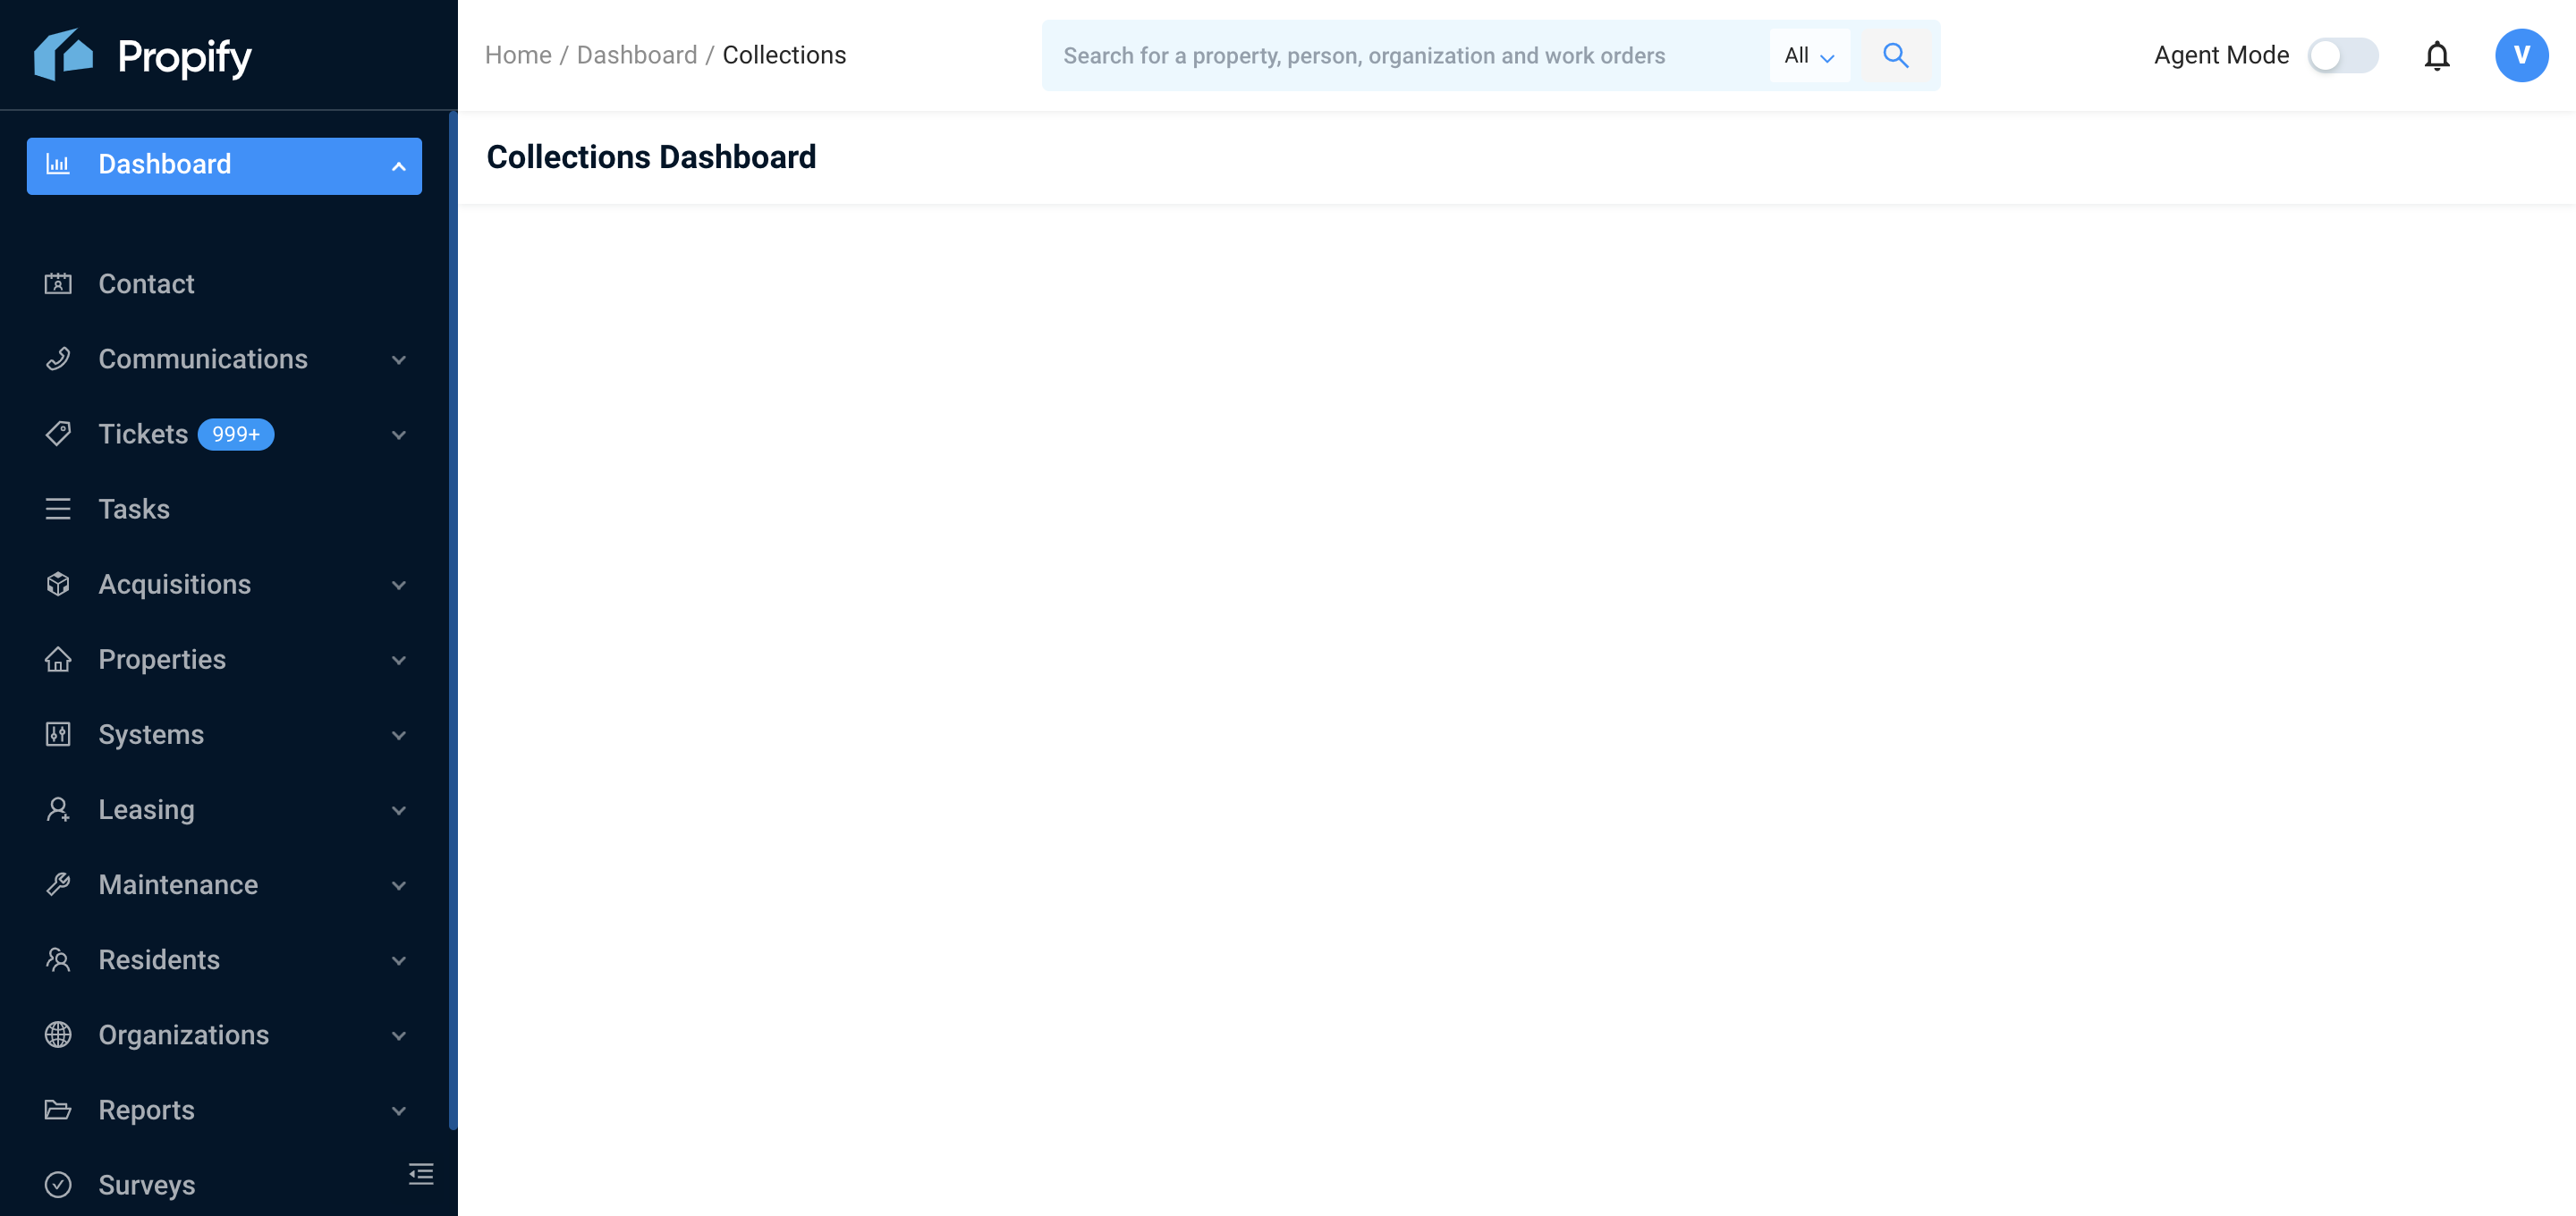 Propify
Home / Dashboard / Collections
Search for a property, person, organization and work orders
All
Agent Mode
V
Dashboard
Collections Dashboard
Contact
Communications
Tickets 999+
Tasks
Acquisitions
Properties
Systems
Leasing
Maintenance
Residents
Organizations
Reports
Surveys